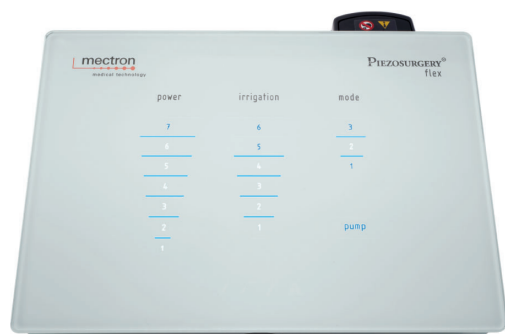 mectron
medical technology
PIEZOSURGERY®
flex
power irrigation mode
7 6 3
6 5 2
5 4 1
4 3
3 2
2 1 pump
1